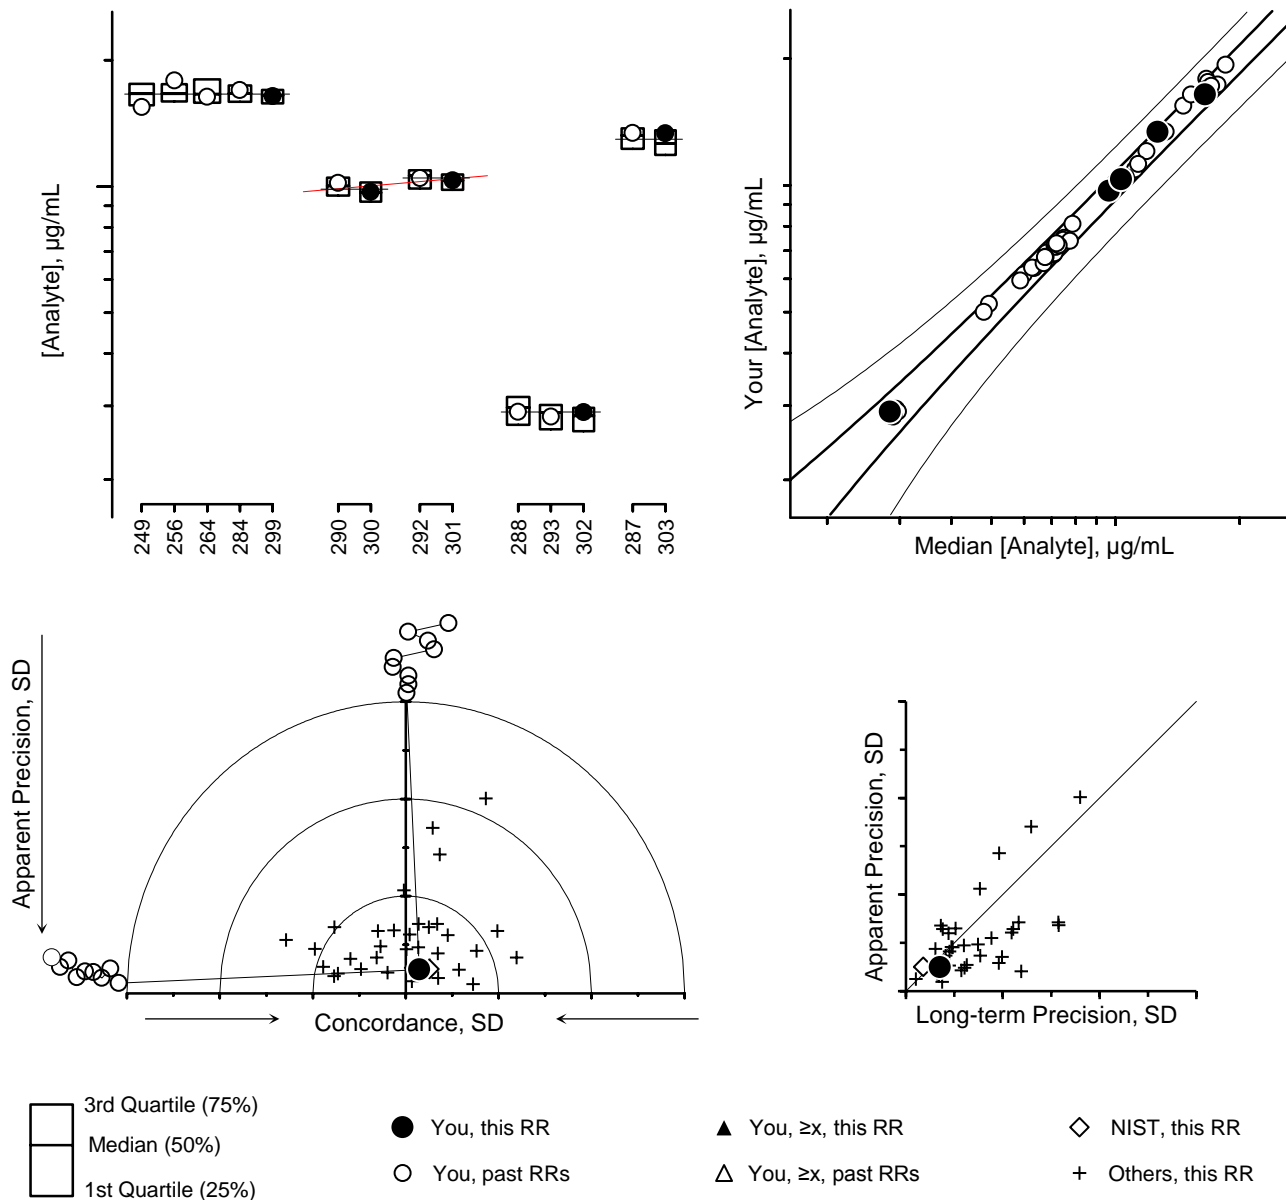 [Analyte], µg/mL
249
256
264
284
299
290
300
292
301
288
293
302
287
303
Your [Analyte], µg/mL
Median [Analyte], µg/mL
Apparent Precision, SD
Concordance, SD
Apparent Precision, SD
Long-term Precision, SD
3rd Quartile (75%)
Median (50%)
1st Quartile (25%)
You, this RR
You, past RRs
You, ≥x, this RR
You, ≥x, past RRs
NIST, this RR
Others, this RR